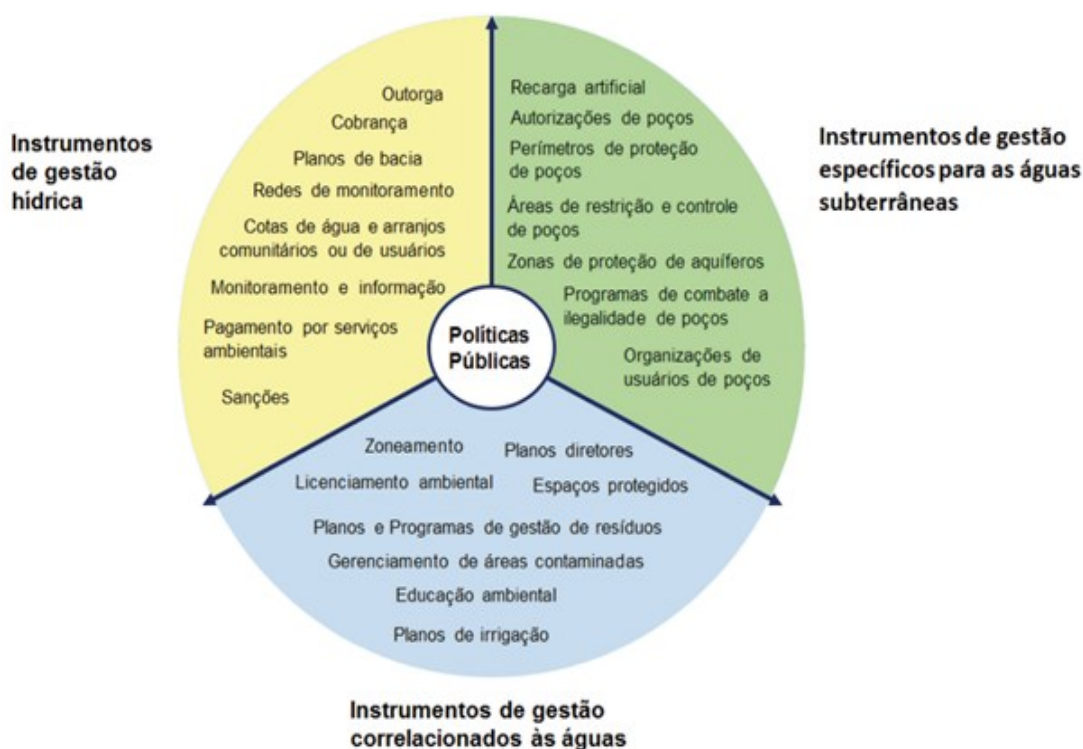 Instrumentos
de gestão
hídrica
Outorga
Cobrança
Planos de bacia
Redes de monitoramento
Cotas de água e arranjos
comunitários ou de usuários
Monitoramento e informação
Pagamento por serviços
ambientais
Sanções
Políticas
Públicas
Recarga artificial
Autorizações de poços
Perímetros de proteção
de poços
Áreas de restrição e controle
de poços
Zonas de proteção de aquíferos
Programas de combate a
ilegalidade de poços
Organizações de
usuários de poços
Instrumentos de gestão
específicos para as águas
subterrâneas
Zoneamento
Planos diretores
Licenciamento ambiental
Espaços protegidos
Planos e Programas de gestão de resíduos
Gerenciamento de áreas contaminadas
Educação ambiental
Planos de irrigação
Instrumentos de gestão
correlacionados às águas